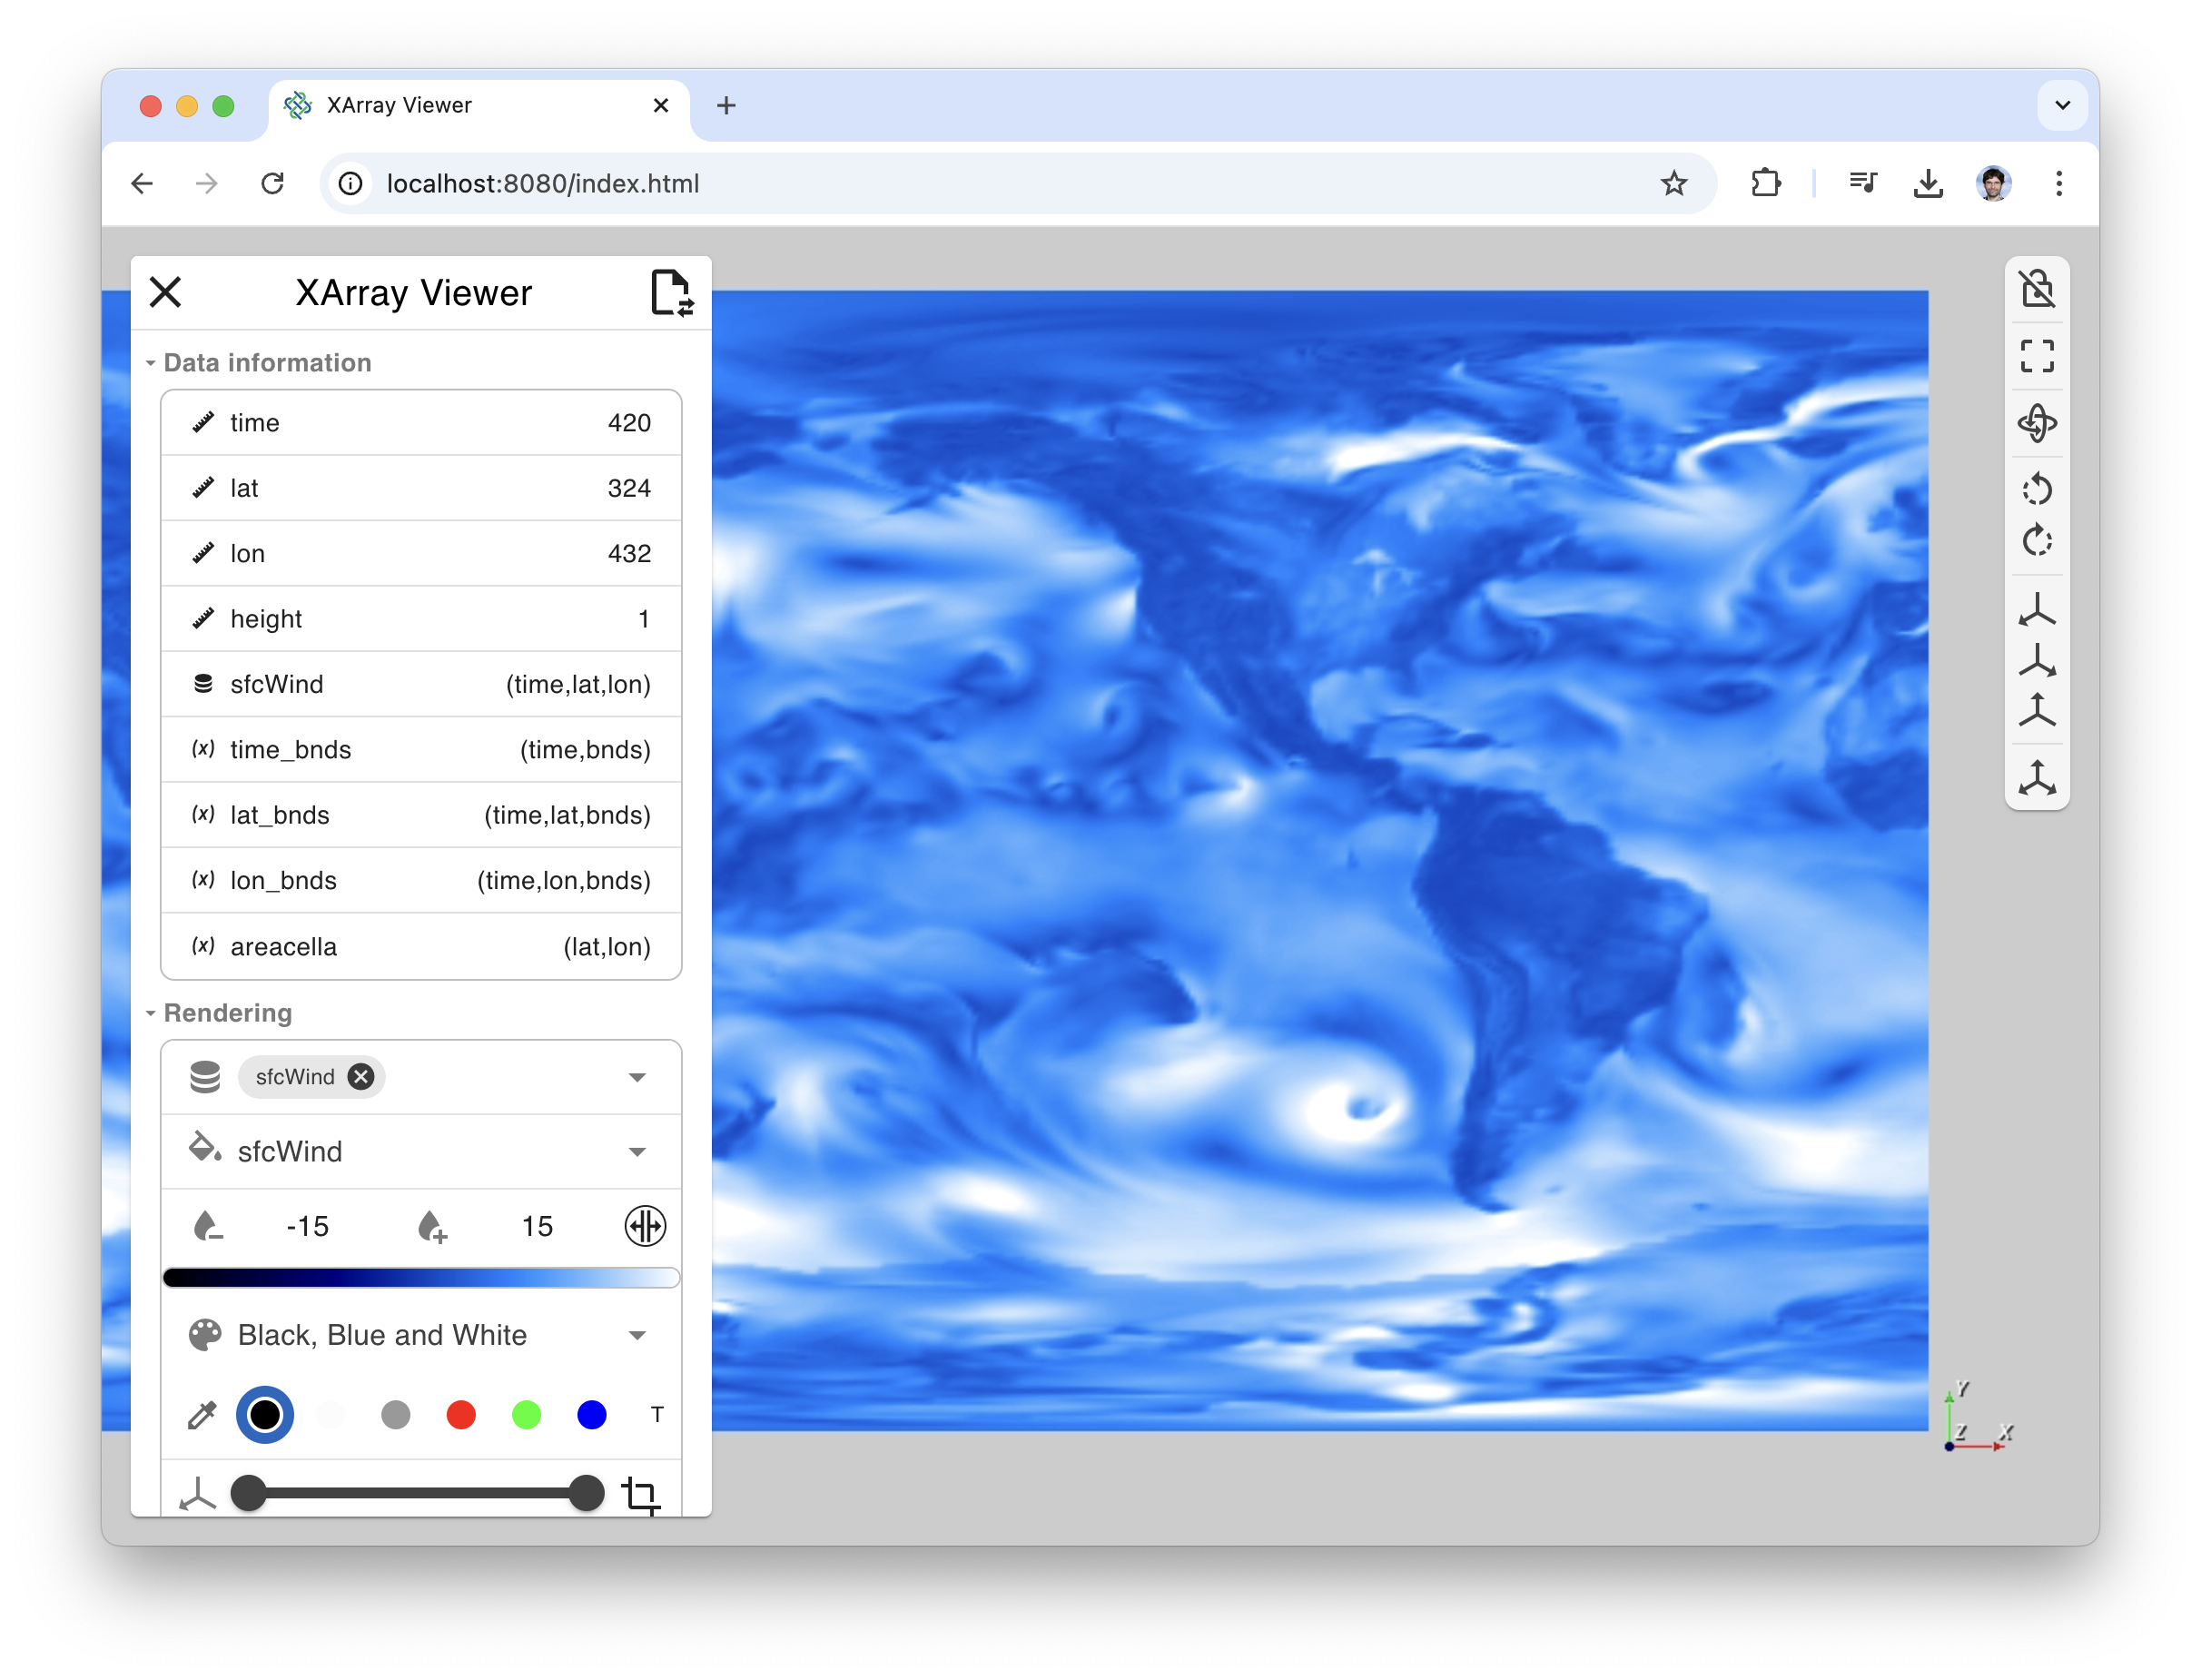 XArray Viewer
localhost:8080/index.html
XArray Viewer
Data information
time 420
lat 324
lon 432
height 1
sfcWind (time,lat,lon)
(x) time_bnds (time,bnds)
(x) lat_bnds (time,lat,bnds)
(x) lon_bnds (time,lon,bnds)
(x) areacella (lat,lon)
Rendering
sfcWind
sfcWind
-15 15
Black, Blue and White
T
Y
Z X